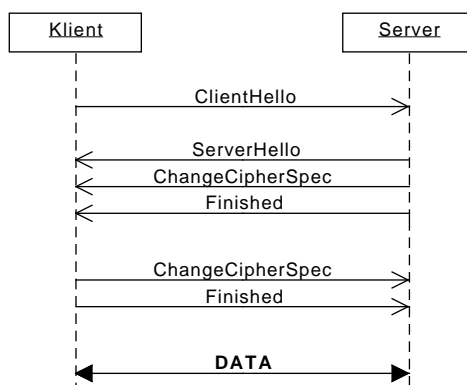 Klient
Server
ClientHello
ServerHello
ChangeCipherSpec
Finished
ChangeCipherSpec
Finished
DATA